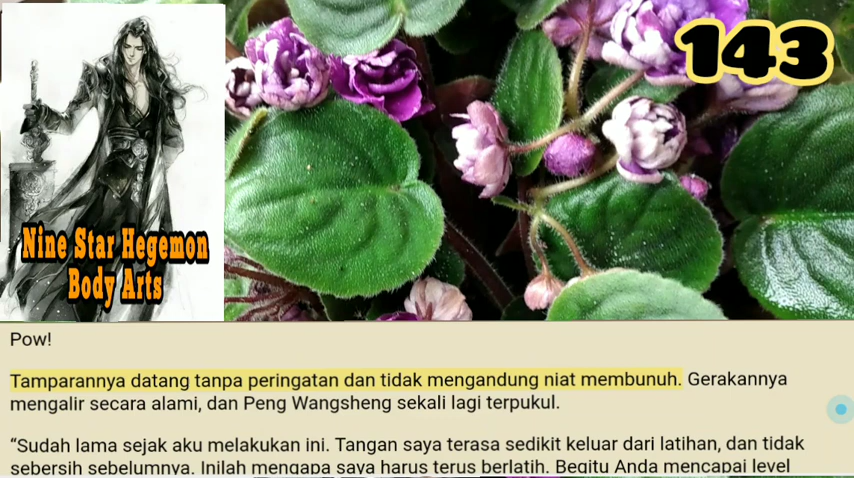 143
Nine Star Hegemon
Body Arts
Pow!
Tamparannya datang tanpa peringatan dan tidak mengandung niat membunuh. Gerakannya
mengalir secara alami, dan Peng Wangsheng sekali lagi terpukul.
“Sudah lama sejak aku melakukan ini. Tangan saya terasa sedikit keluar dari latihan, dan tidak
sebersih sebelumnya. Inilah mengapa saya harus terus berlatih. Begitu Anda mencapai level